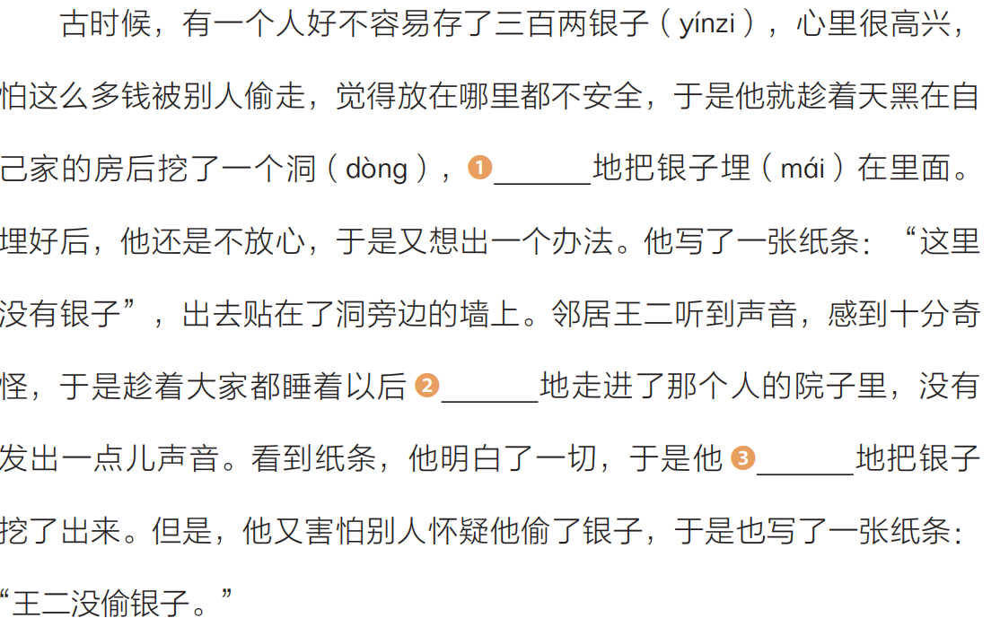 古时候，有一个人好不容易存了三百两银子（yínzi），心里很高兴，
怕这么多钱被别人偷走，觉得放在哪里都不安全，于是他就趁着天黑在自
己家的房后挖了一个洞（dòng），❶______地把银子埋（mái）在里面。
埋好后，他还是不放心，于是又想出一个办法。他写了一张纸条：“这里
没有银子”，出去贴在了洞旁边的墙上。邻居王二听到声音，感到十分奇
怪，于是趁着大家都睡着以后❷______地走进了那个人的院子里，没有
发出一点儿声音。看到纸条，他明白了一切，于是他❸______地把银子
挖了出来。但是，他又害怕别人怀疑他偷了银子，于是也写了一张纸条：
“王二没偷银子。”